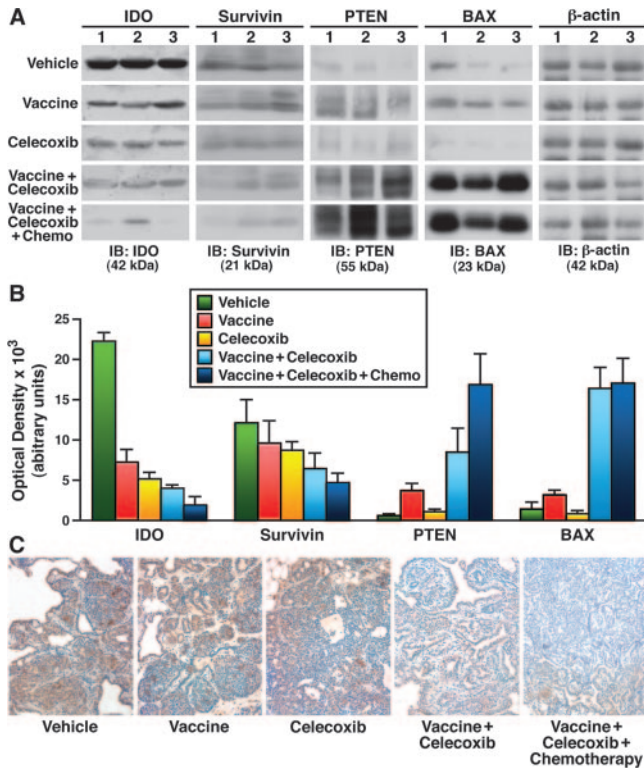 A
IDO Survivin PTEN BAX β-actin
1 2 3 1 2 3 1 2 3 1 2 3 1 2 3
Vehicle
Vaccine
Celecoxib
Vaccine +
Celecoxib
Vaccine +
Celecoxib
+ Chemo
IB: IDO IB: Survivin IB: PTEN IB: BAX IB: β-actin
(42 kDa) (21 kDa) (55 kDa) (23 kDa) (42 kDa)
B
Optical Density x 10³
(abitrary units)
25
20
15
10
5
0
Vehicle
Vaccine
Celecoxib
Vaccine+Celecoxib
Vaccine+Celecoxib+Chemo
IDO Survivin PTEN BAX
C
Vehicle Vaccine Celecoxib Vaccine+ Vaccine+
Celecoxib Celecoxib+
Chemotherapy